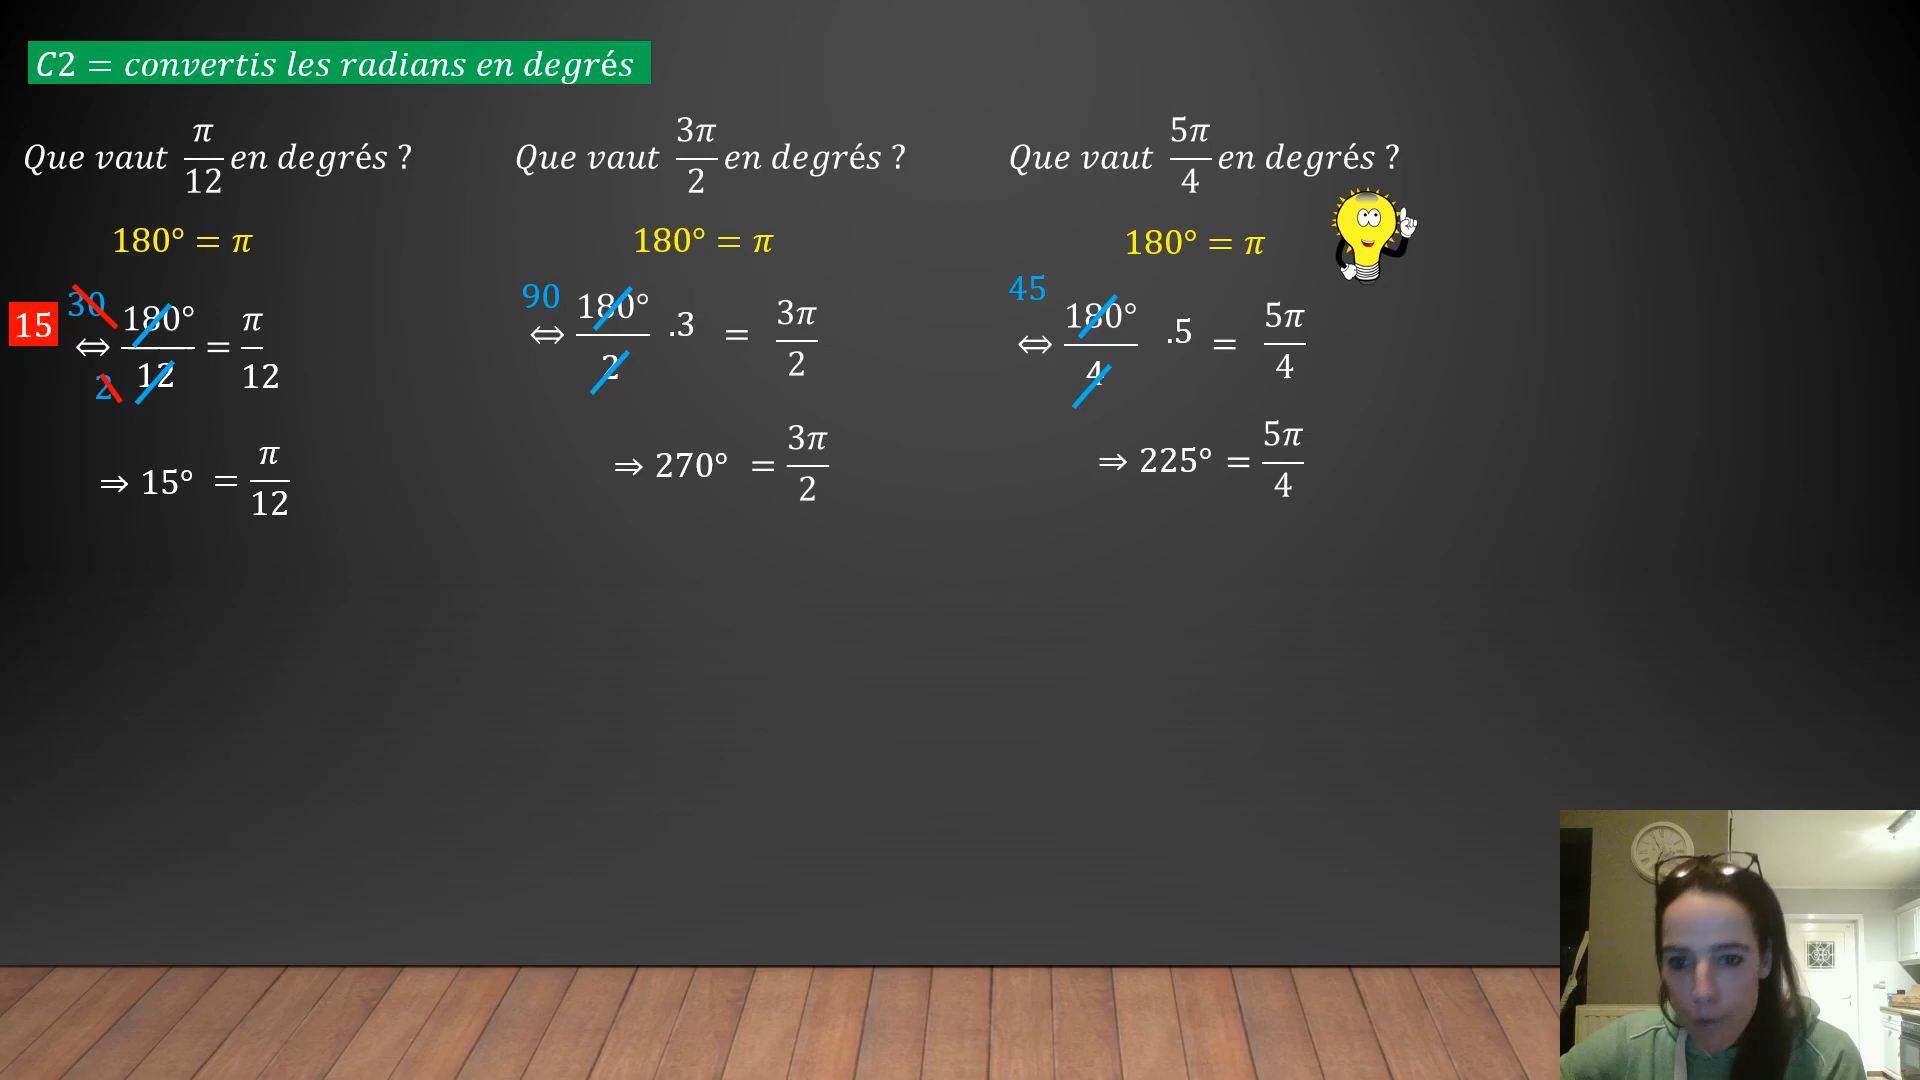 C2 = convertis les radians en degrés
Que vaut π/12 en degrés ?
180° = π
30
15
⇔ 180°/12 = π/12
2
⇒ 15° = π/12
Que vaut 3π/2 en degrés ?
180° = π
90
⇔ 180°/2 .3 = 3π/2
⇒ 270° = 3π/2
Que vaut 5π/4 en degrés ?
180° = π
45
⇔ 180°/4 .5 = 5π/4
⇒ 225° = 5π/4